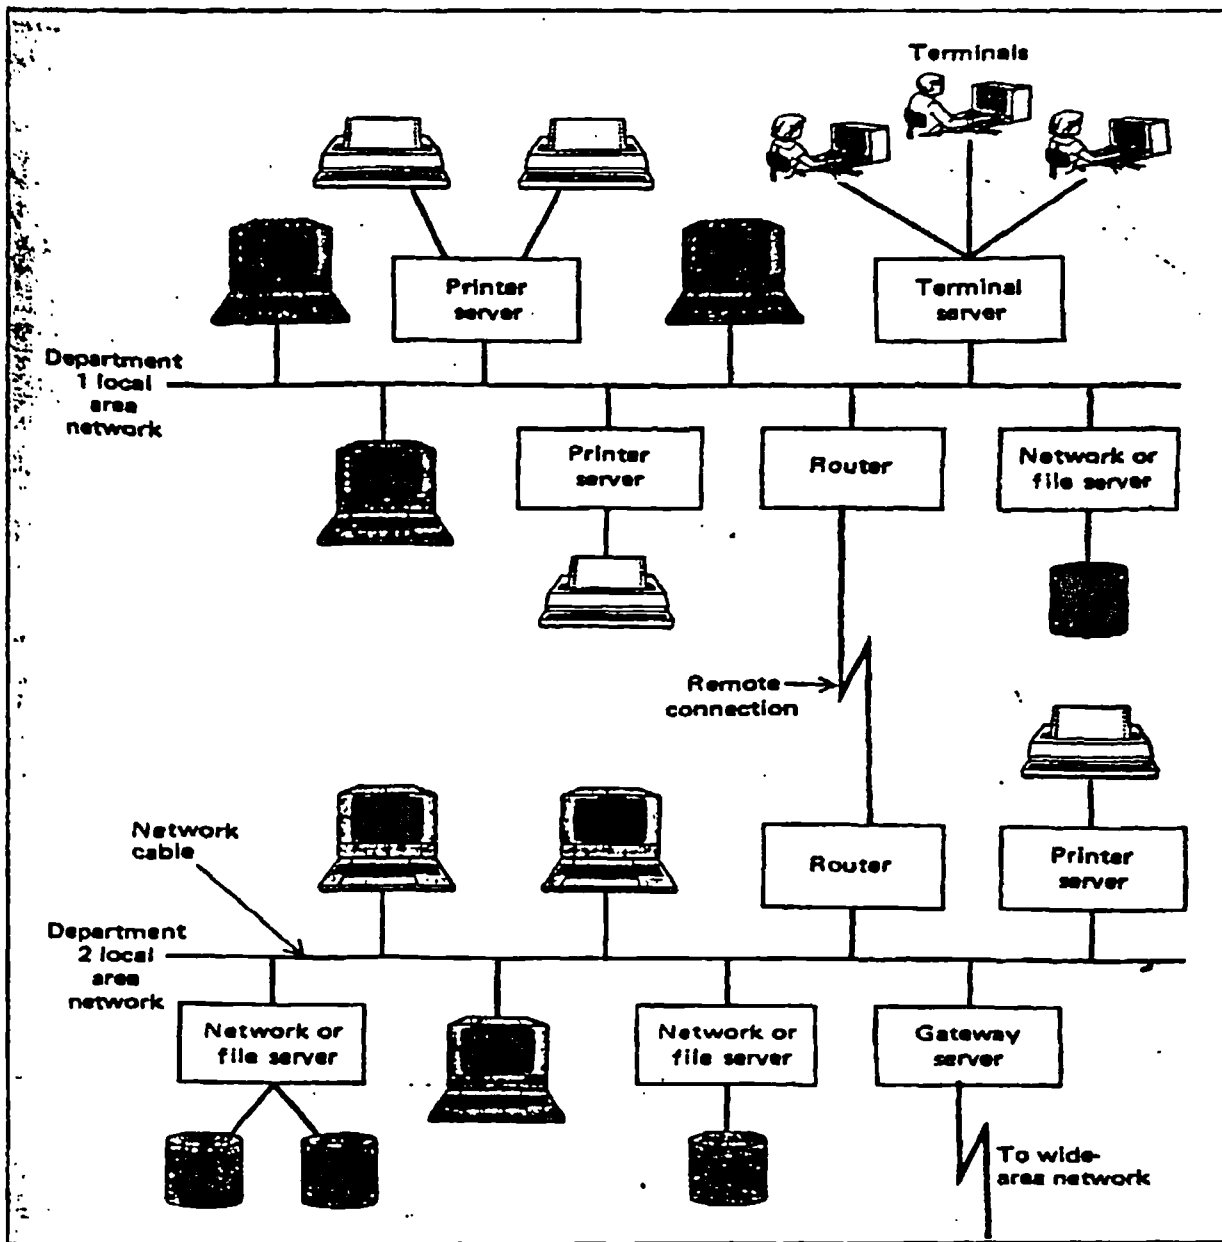 Terminals
Printer
server
Terminal
server
Department
1 local
area
network
Printer
server
Router
Network or
file server
Remote
connection
Network
cable
Router
Printer
server
Department
2 local
area
network
Network or
file server
Network or
file server
Gateway
server
To wide-
area network